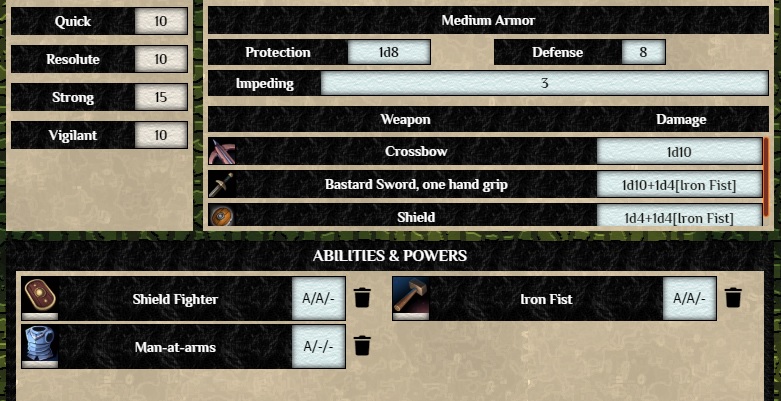 Quick 10
Resolute 10
Strong 15
Vigilant 10
Medium Armor
Protection 1d8 Defense 8
Impeding 3
Weapon Damage
Crossbow 1d10
Bastard Sword, one hand grip 1d10+1d4[Iron Fist]
Shield 1d4+1d4[Iron Fist]
ABILITIES & POWERS
Shield Fighter A/A/- Iron Fist A/A/-
Man-at-arms A/-/-